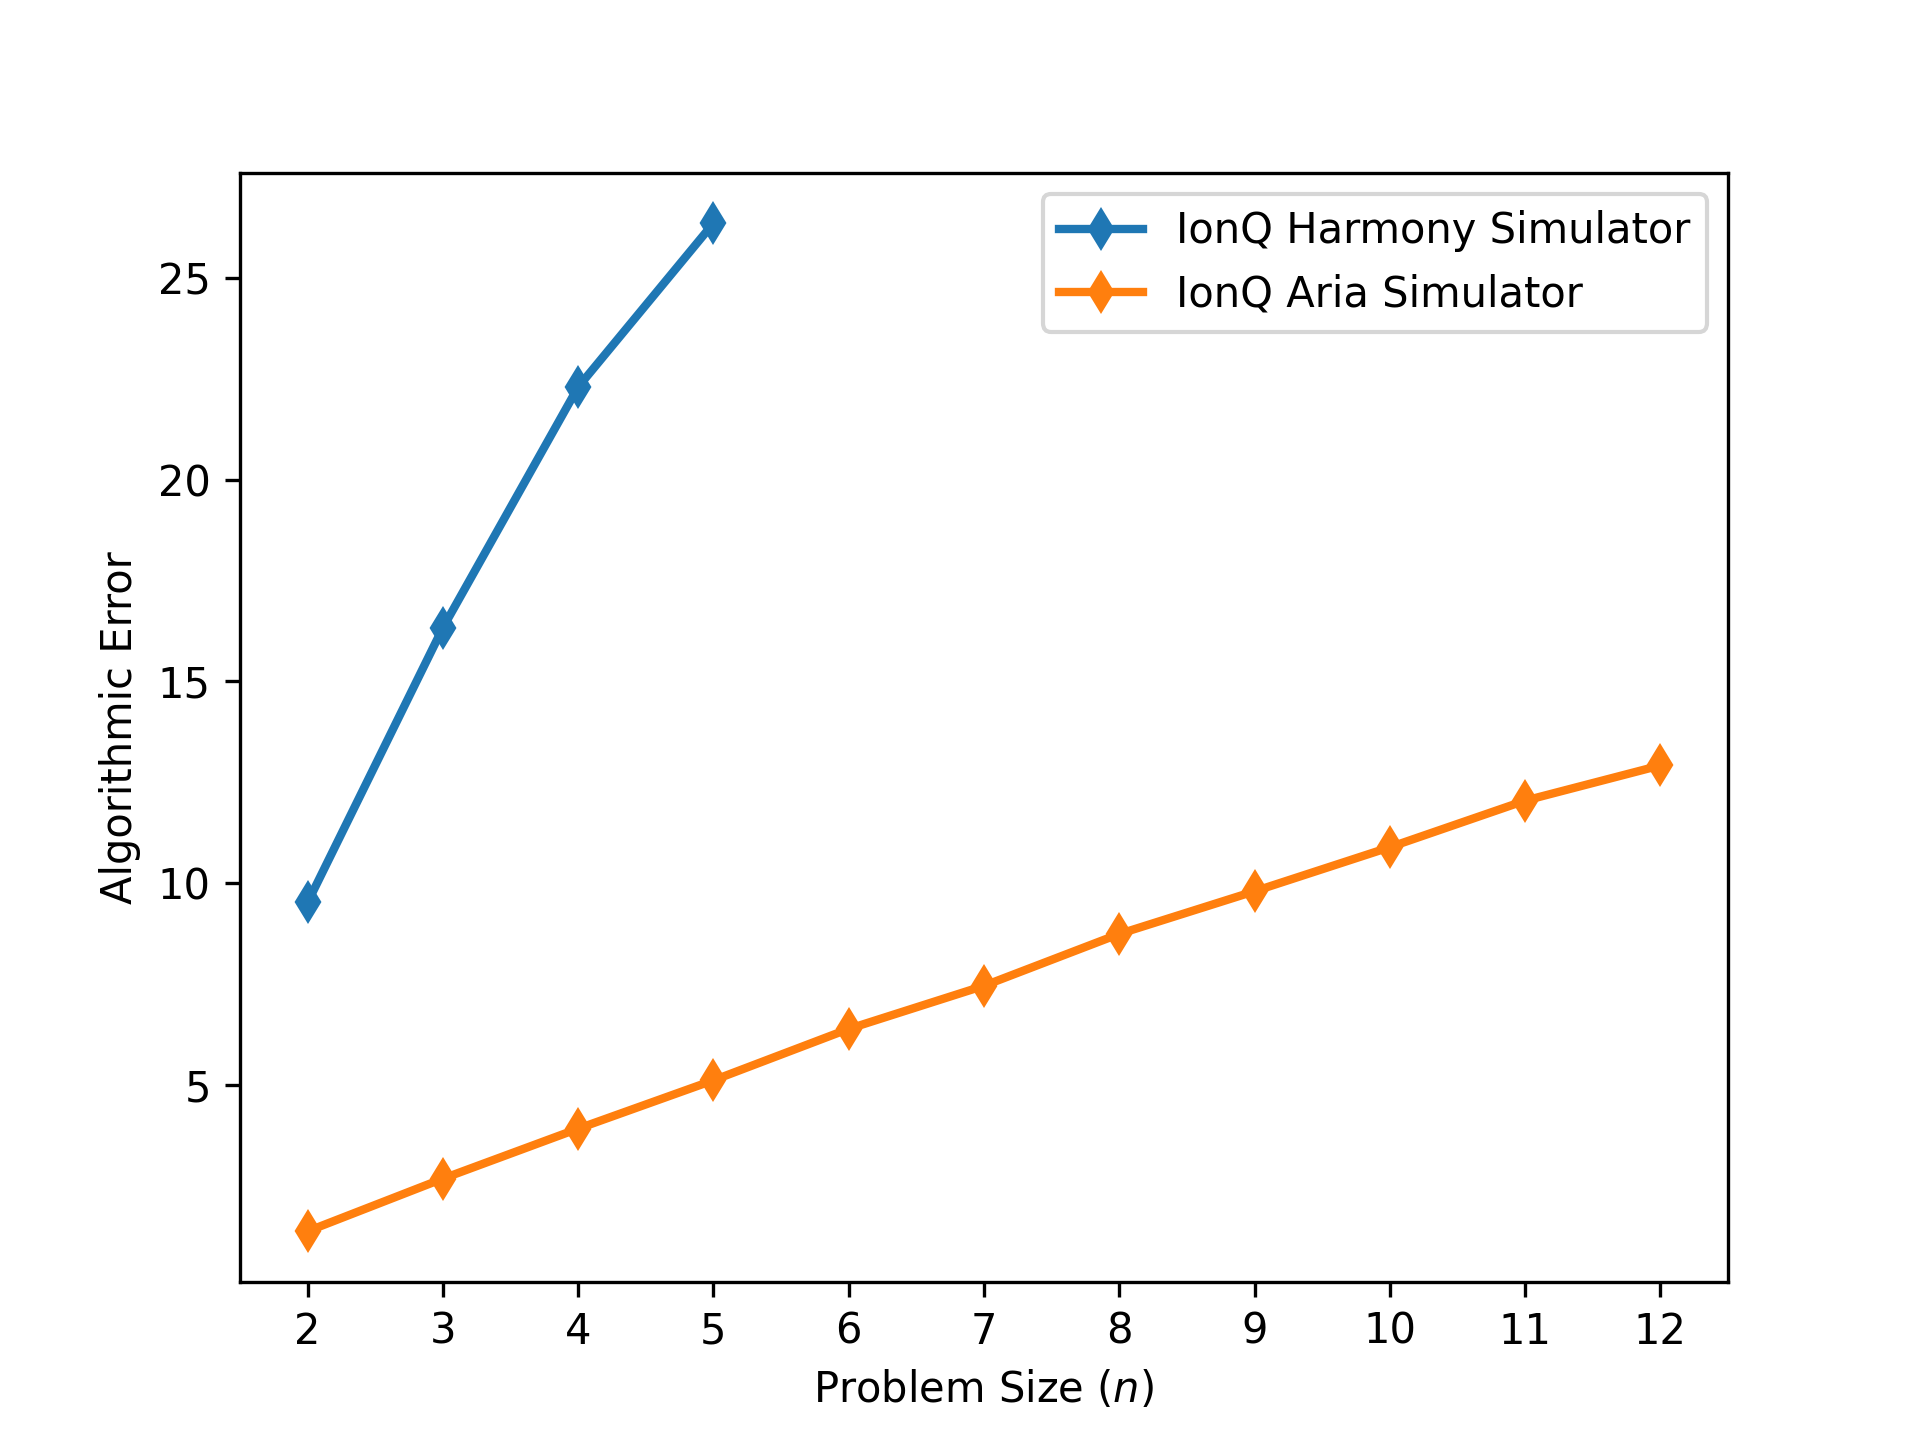 IonQ Harmony Simulator
IonQ Aria Simulator
25
20
15
10
5
Algorithmic Error
2 3 4 5 6 7 8 9 10 11 12
Problem Size (n)